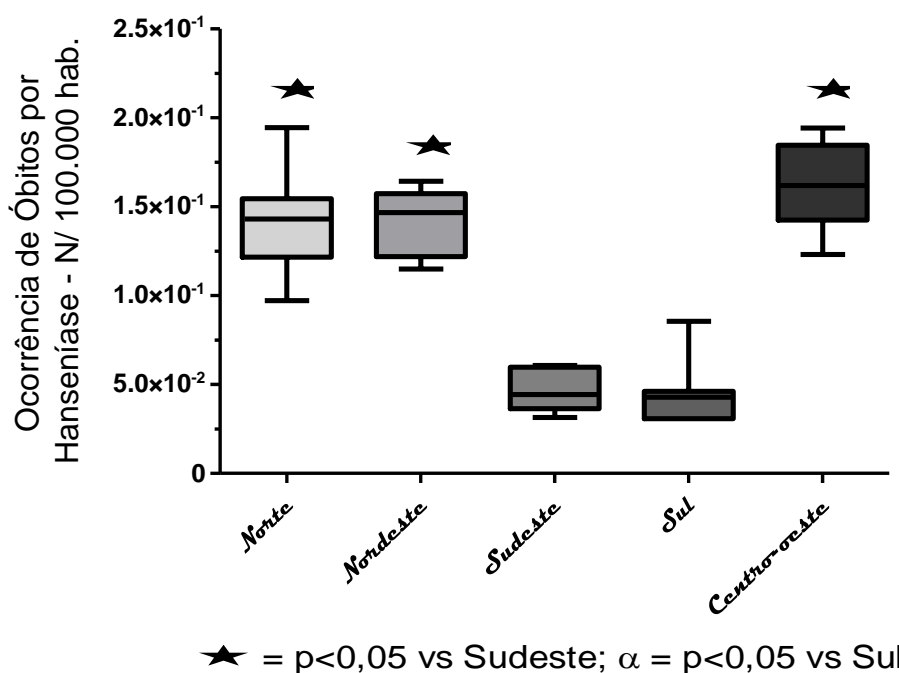 Ocorrência de Óbitos por
Hanseníase - N/ 100.000 hab.
2.5×10⁻¹
2.0×10⁻¹
1.5×10⁻¹
1.0×10⁻¹
5.0×10⁻²
0
Norte
Nordeste
Sudeste
Sul
Centro-oeste
★ = p<0,05 vs Sudeste; α = p<0,05 vs Sul